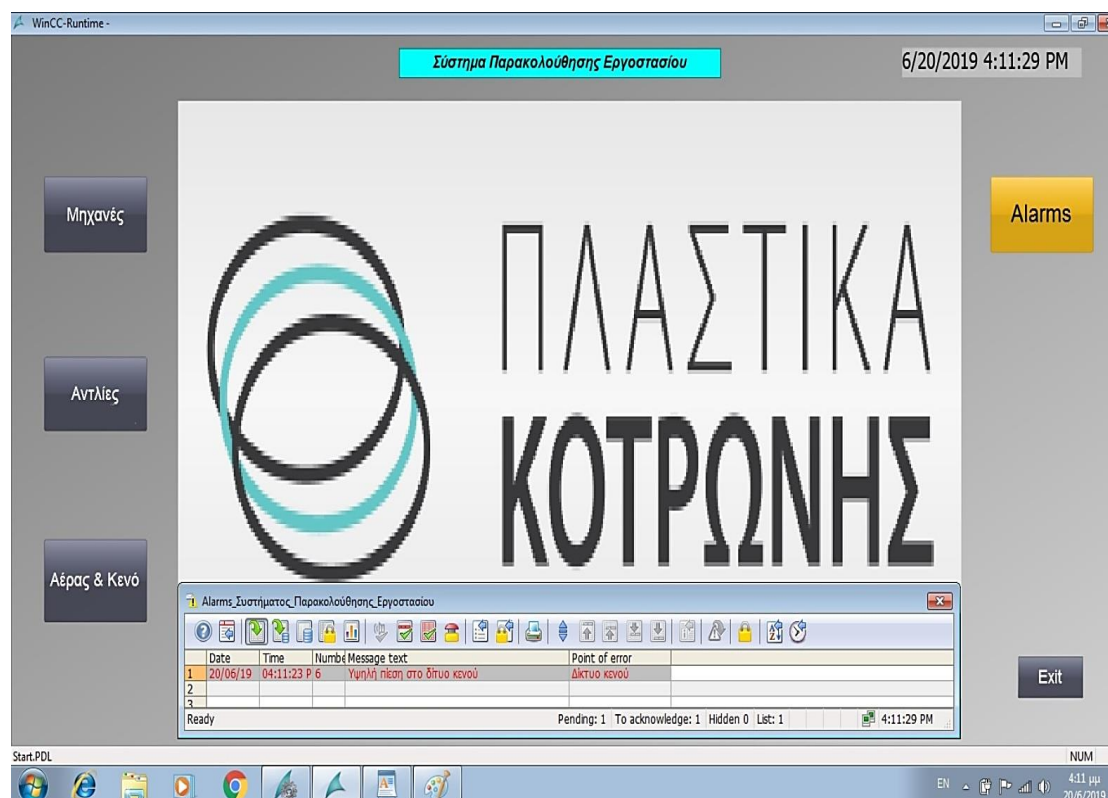 WinCC-Runtime -
Σύστημα Παρακολούθησης Εργοστασίου
6/20/2019 4:11:29 PM
Μηχανές
Alarms
ΠΛΑΣΤΙΚΑ
Αντλίες
ΚΟΤΡΩΝΗΣ
Αέρας & Κενό
Alarms_Συστήματος_Παρακολούθησης_Εργοστασίου
Date Time Numbe Message text Point of error
1 20/06/19 04:11:23 P 6 Υψηλή πίεση στο δίτυο κενού Δίκτυο κενού
2
3
Ready Pending: 1 To acknowledge: 1 Hidden 0 List: 1 4:11:29 PM
Exit
Start.PDL NUM
EN 4:11 μμ
20/6/2019